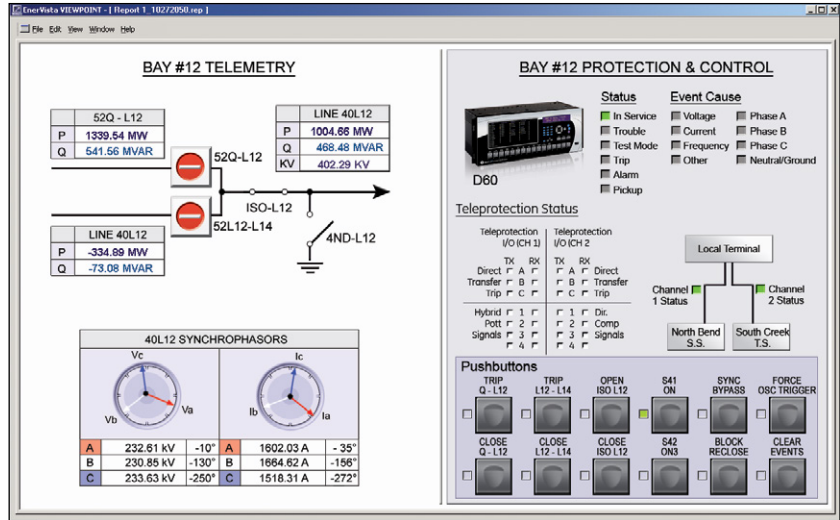 EnerVista VIEWPOINT - [ Report 1_10272050.rep ]
File Edit View Window Help
BAY #12 TELEMETRY
52Q - L12
P 1339.54 MW
Q 541.56 MVAR
LINE 40L12
P 1004.66 MW
Q 468.48 MVAR
KV 402.29 KV
52Q-L12
ISO-L12
52L12-L14
4ND-L12
LINE 40L12
P -334.89 MW
Q -73.08 MVAR
40L12 SYNCHROPHASORS
Vc
Va
Vb
Ic
Ib
Ia
A 232.61 kV -10° A 1602.03 A - 35°
B 230.85 kV -130° B 1664.62 A -156°
C 233.63 kV -250° C 1518.31 A -272°
BAY #12 PROTECTION & CONTROL
D60
Status
In Service
Trouble
Test Mode
Trip
Alarm
Pickup
Event Cause
Voltage Phase A
Current Phase B
Frequency Phase C
Other Neutral/Ground
Teleprotection Status
Teleprotection
I/O (CH 1)
Teleprotection
I/O (CH 2
TX RX TX RX
Direct A A Direct
Transfer B B Transfer
Trip C C Trip
Hybrid 1 1 Dir.
Pott 2 2 Comp
Signals 3 3 Signals
4 4
Local Terminal
Channel
1 Status
Channel
2 Status
North Bend
S.S.
South Creek
T.S.
Pushbuttons
TRIP
Q - L12
TRIP
L12 - L14
OPEN
ISO L12
S41
ON
SYNC
BYPASS
FORCE
OSC TRIGGER
CLOSE
Q - L12
CLOSE
L12 - L14
CLOSE
ISO L12
S42
ON3
BLOCK
RECLOSE
CLEAR
EVENTS